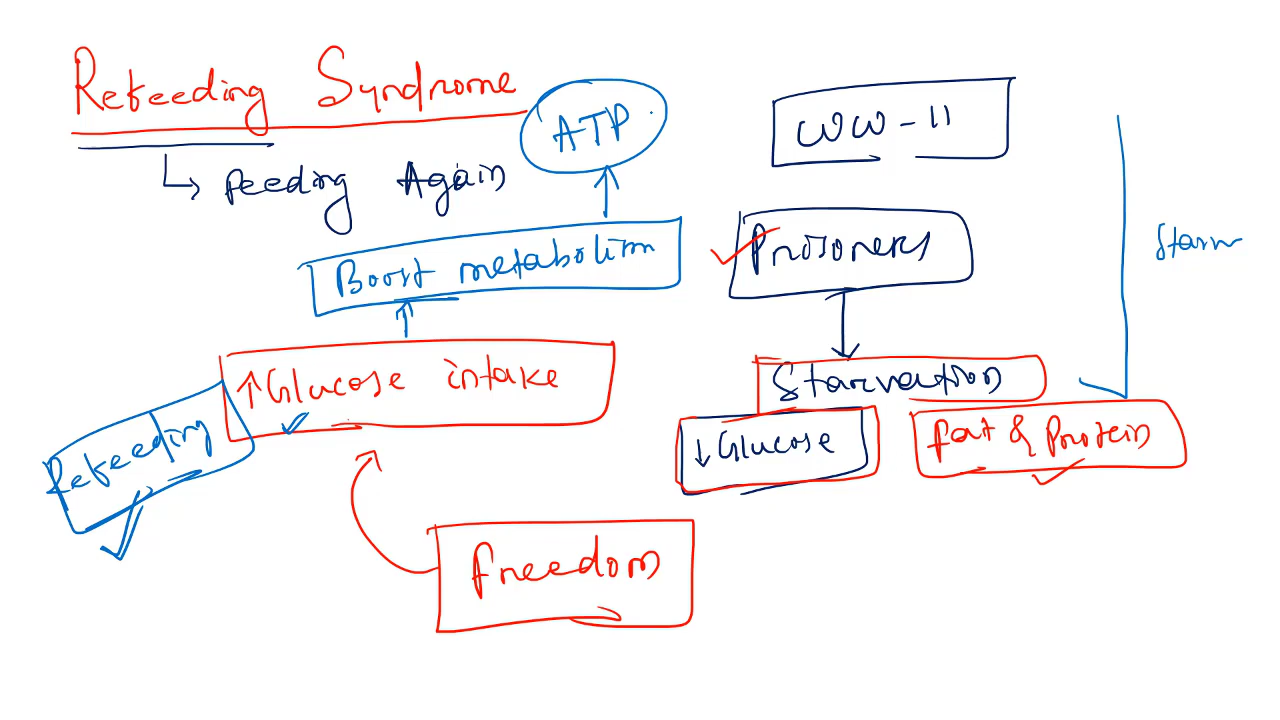 Refeeding Syndrome
ATP
WW-II
Feeding Again
Prisoners
Boost metabolism
Starvation
↑Glucose intake
↓Glucose
Fat & Protein
Refeeding
Freedom